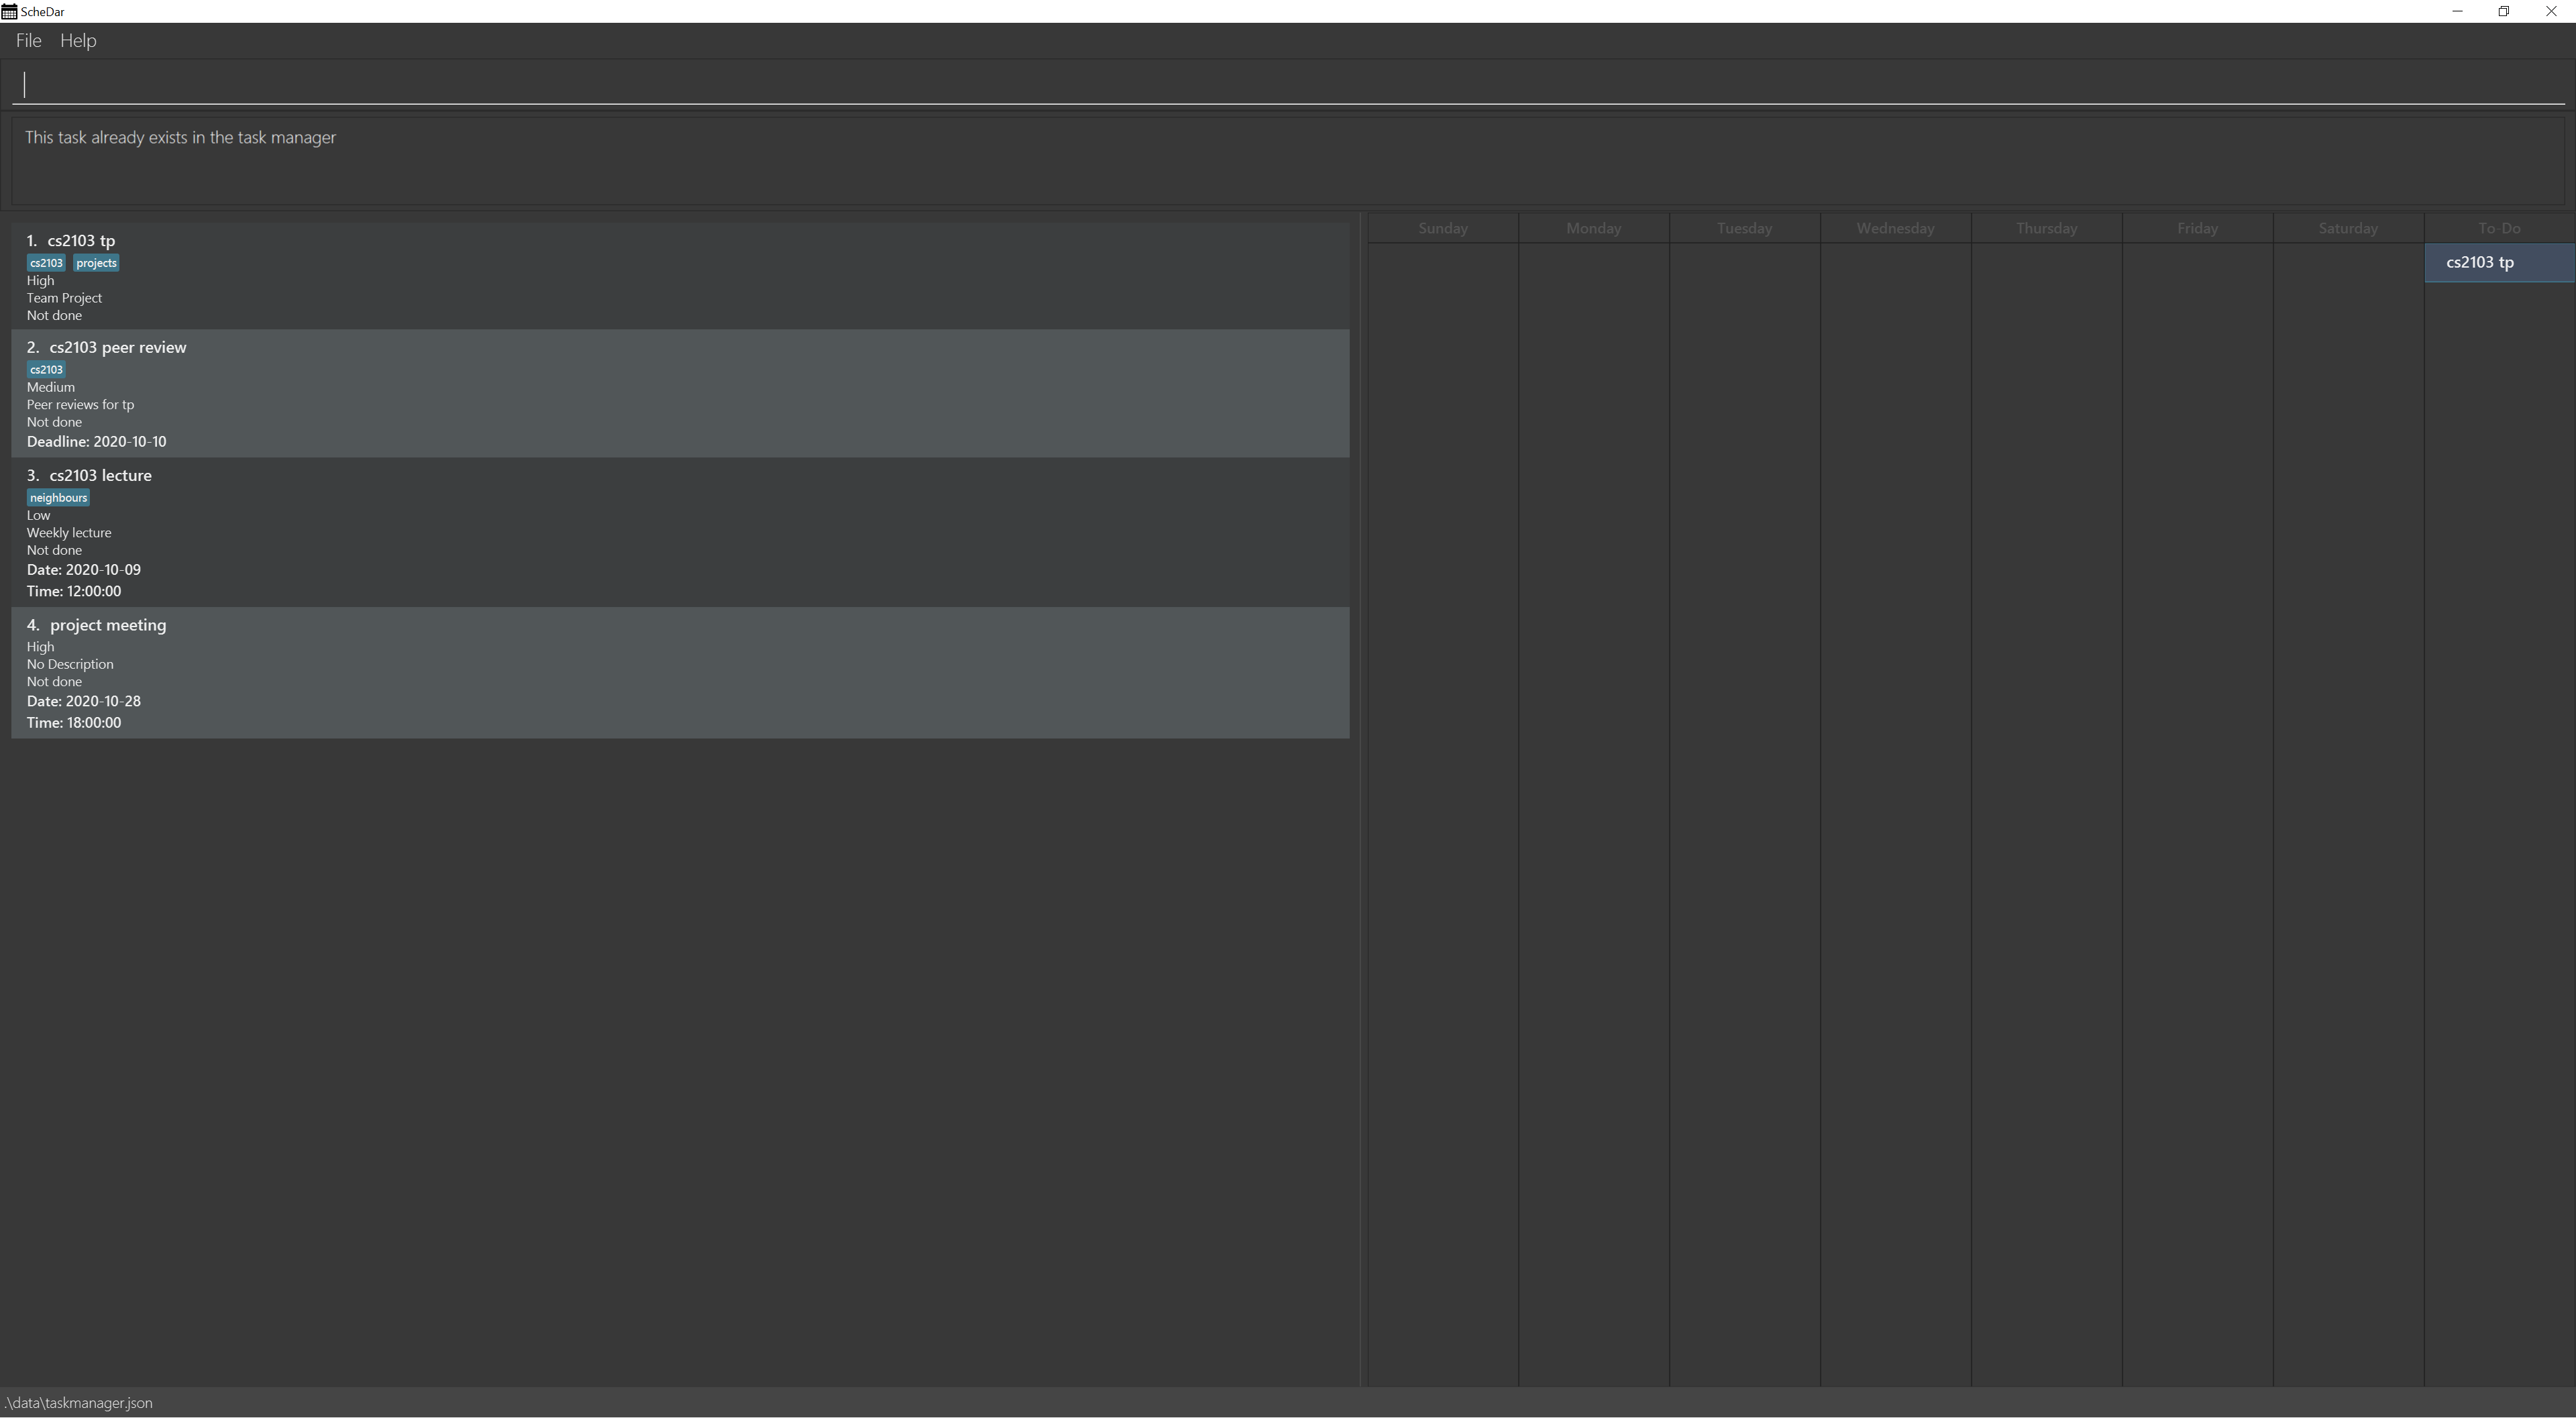 ScheDar
File Help
This task already exists in the task manager
1. cs2103 tp
cs2103 projects
High
Team Project
Not done
2. cs2103 peer review
cs2103
Medium
Peer reviews for tp
Not done
Deadline: 2020-10-10
3. cs2103 lecture
neighbours
Low
Weekly lecture
Not done
Date: 2020-10-09
Time: 12:00:00
4. project meeting
High
No Description
Not done
Date: 2020-10-28
Time: 18:00:00
Sunday Monday Tuesday Wednesday Thursday Friday Saturday To-Do
cs2103 tp
.\data\taskmanager.json